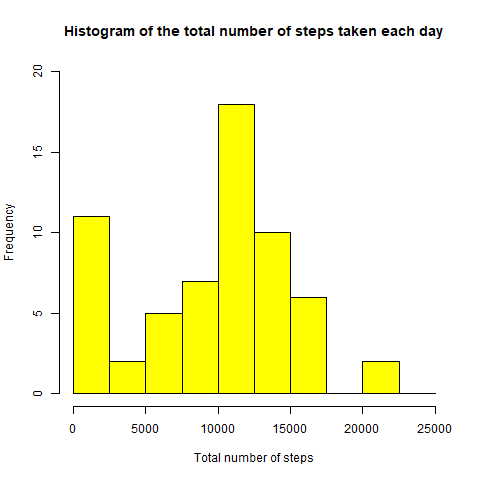 Histogram of the total number of steps taken each day
Frequency
20
15
10
5
0
0 5000 10000 15000 20000 25000
Total number of steps